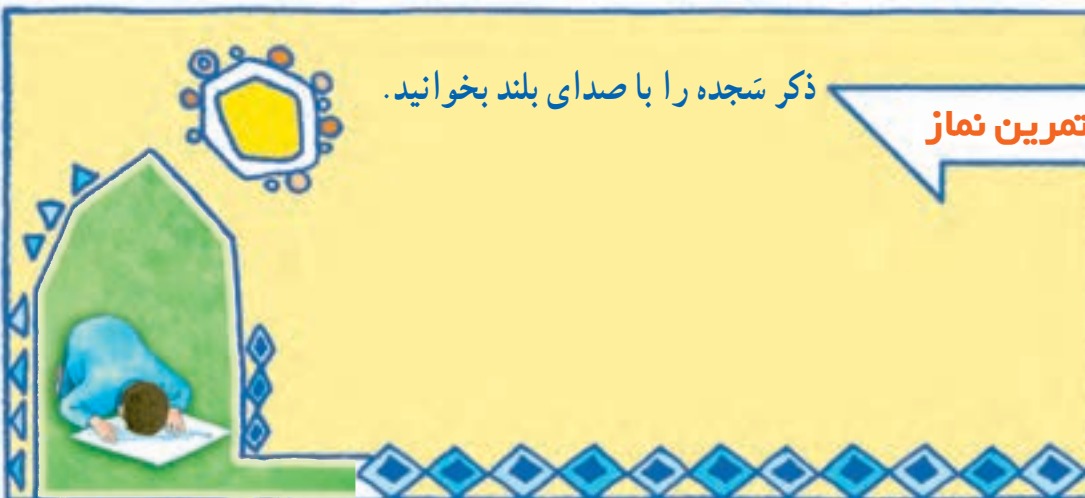 تمرین نماز
ذکر سَجده را با صدای بلند بخوانید.